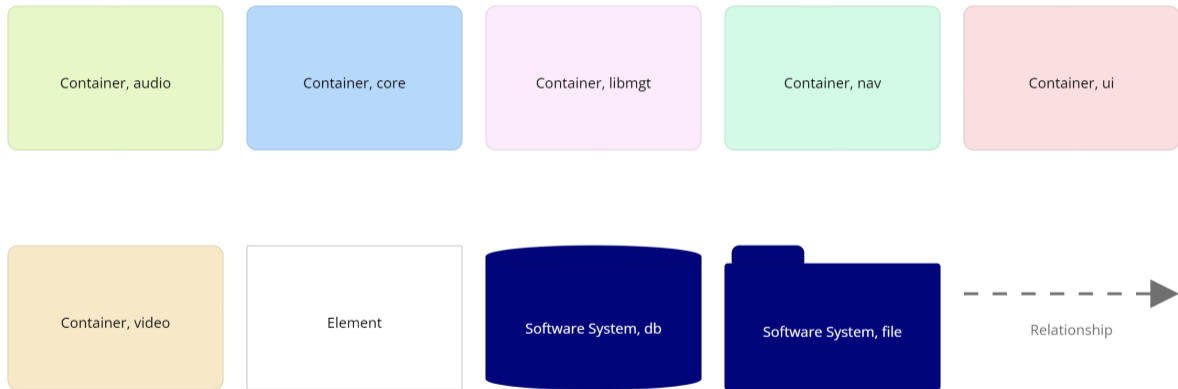 Container, audio
Container, core
Container, libmgt
Container, nav
Container, ui
Container, video
Element
Software System, db
Software System, file
Relationship